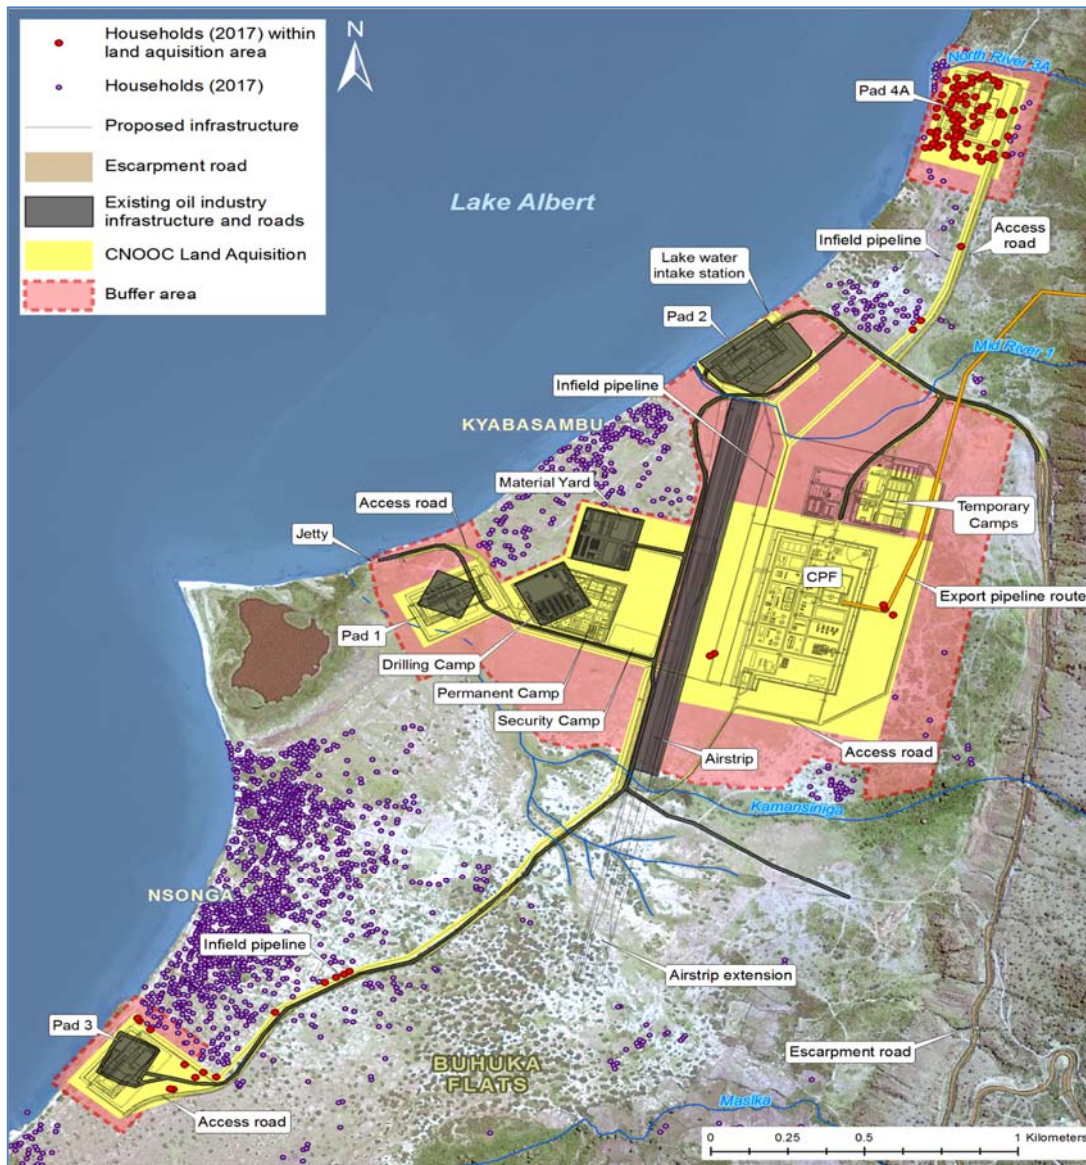 Households (2017) within
land aquisition area
Households (2017)
Proposed infrastructure
Escarpment road
Existing oil industry
infrastructure and roads
CNOOC Land Aquisition
Buffer area
N
North River 3A
Pad 4A
Lake Albert
Infield pipeline
Access
road
Lake water
intake station
Pad 2
Mid River 1
Infield pipeline
KYABASAMBU
Material Yard
Access road
Jetty
Temporary
Camps
CPF
Export pipeline route
Pad 1
Drilling Camp
Permanent Camp
Security Camp
Airstrip
Access road
Kamansiniga
NSONGA
Infield pipeline
Airstrip extension
Pad 3
Escarpment road
BUHUKA
FLATS
Masika
Access road
0 0.25 0.5 1 Kilometers